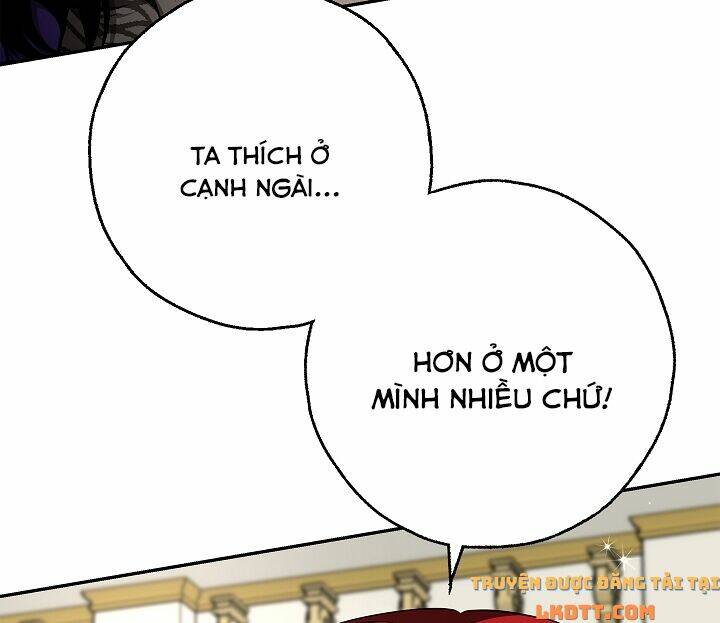 TA THÍCH Ở
CẠNH NGÀI...
HƠN Ở MỘT
MÌNH NHIỀU CHỨ!
TRUYỆN ĐƯỢC ĐĂNG TẢI TẠI
LKDTT.COM